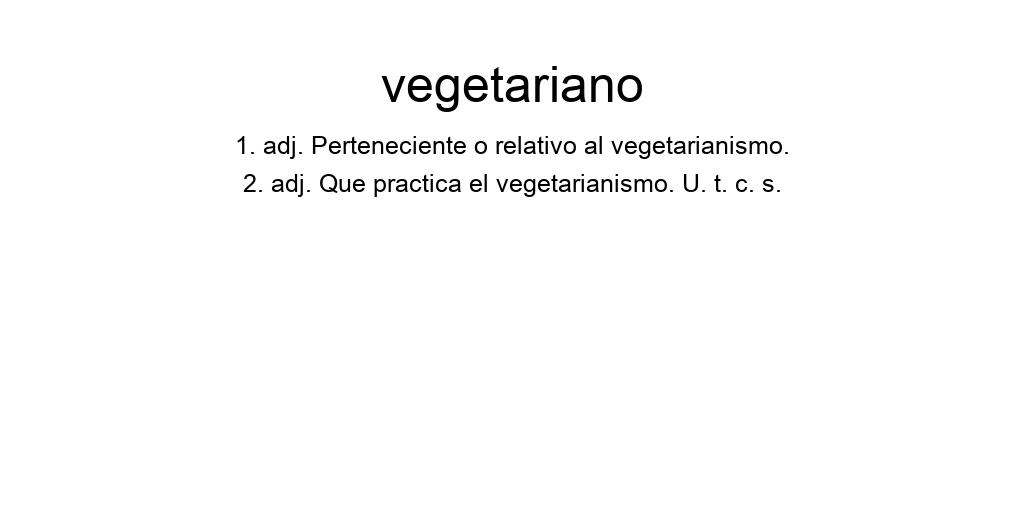 vegetariano
1. adj. Perteneciente o relativo al vegetarianismo.
2. adj. Que practica el vegetarianismo. U. t. c. s.